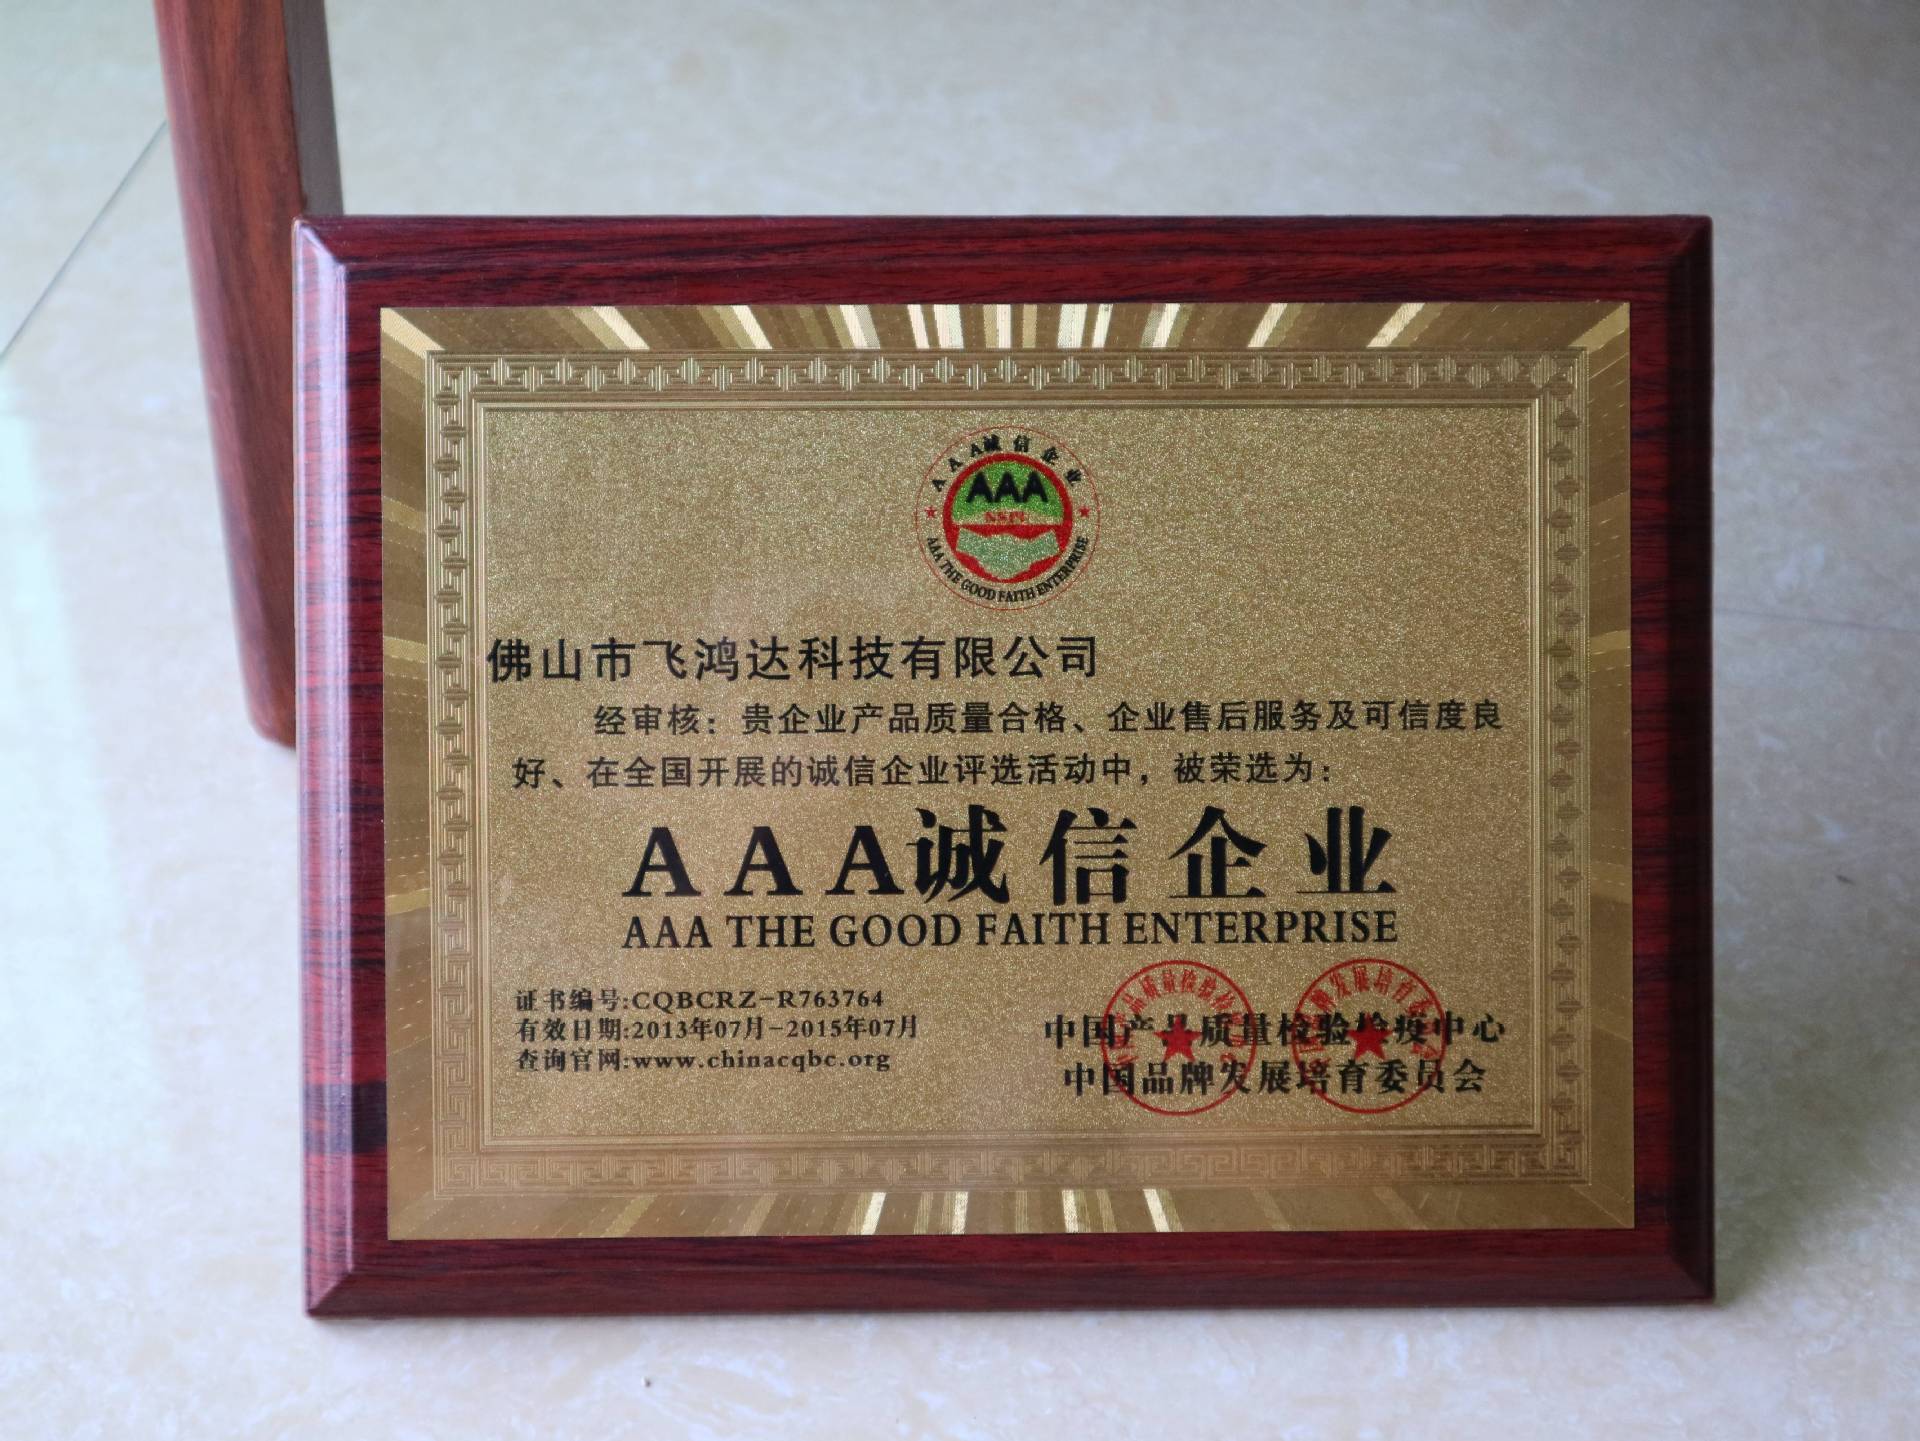 AAA誠信企业
AAA
AAA THE GOOD FAITH ENTERPRISE
佛山市飞鸿达科技有限公司
经审核：贵企业产品质量合格、企业售后服务及可信度良
好、在全国开展的诚信企业评选活动中，被荣选为：
AAA诚信企业
AAA THE GOOD FAITH ENTERPRISE
证书编号:CQBCRZ-R763764
有效日期:2013年07月-2015年07月
查询官网:www.chinacqbc.org
中国产品质量检验检疫中心
中国品牌发展培育委员会